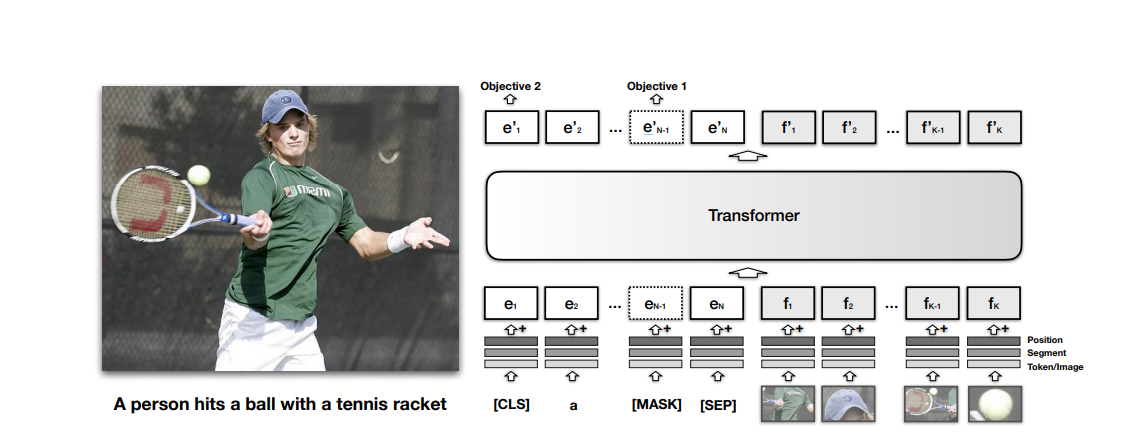 Objective 2 Objective 1
e'1 e'2 ... e'N-1 e'N f'1 f'2 ... f'K-1 f'K
U MIAMI
Transformer
e1 e2 ... eN-1 eN f1 f2 ... fK-1 fK
+ + + + + + + +
Position
Segment
Token/Image
A person hits a ball with a tennis racket
[CLS] a [MASK] [SEP]